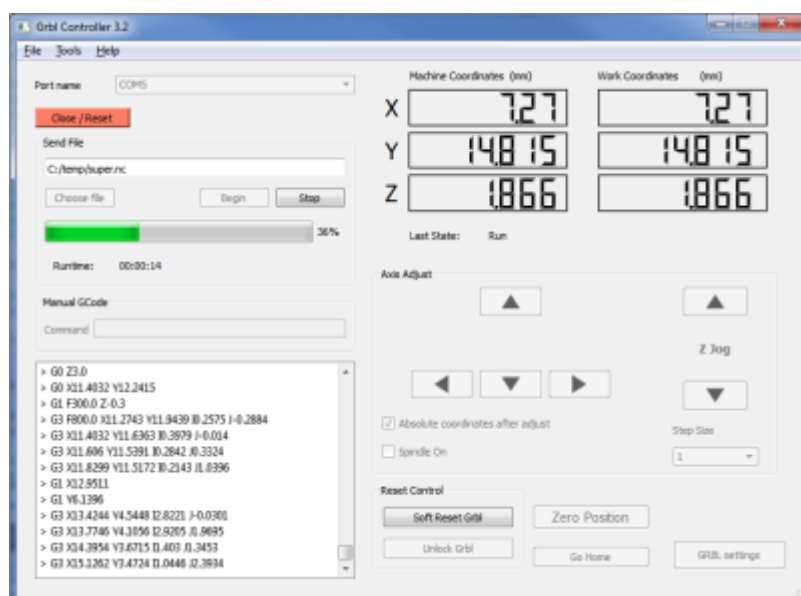 Grbl Controller 3.2
File Tools Help
Port name COM5
Close / Reset
Send File
C:/temp/super.nc
Choose file Begin Stop
36%
Runtime: 00:00:14
Manual GCode
Command
> G0 Z3.0
> G0 X11.4032 Y12.2415
> G1 F300.0 Z-0.3
> G3 F800.0 X11.2743 Y11.9439 I0.2575 J-0.2884
> G3 X11.4032 Y11.6363 I0.3979 J-0.014
> G3 X11.606 Y11.5391 I0.2842 J0.3324
> G3 X11.8299 Y11.5172 I0.2143 J1.0396
> G1 X12.9511
> G1 Y6.1396
> G3 X13.4244 Y4.5448 I2.8221 J-0.0301
> G3 X13.7746 Y4.1056 I2.9205 J1.9695
> G3 X14.3954 Y3.6715 I1.403 J1.3453
> G3 X15.1262 Y3.4724 I1.0446 J2.3934
Machine Coordinates (mm) Work Coordinates (mm)
X 7.27 7.27
Y 14.815 14.815
Z 1.866 1.866
Last State: Run
Axis Adjust
Z Jog
Absolute coordinates after adjust
Step Size
Spindle On
1
Reset Control
Soft Reset Grbl Zero Position
Unlock Grbl Go Home GRBL settings